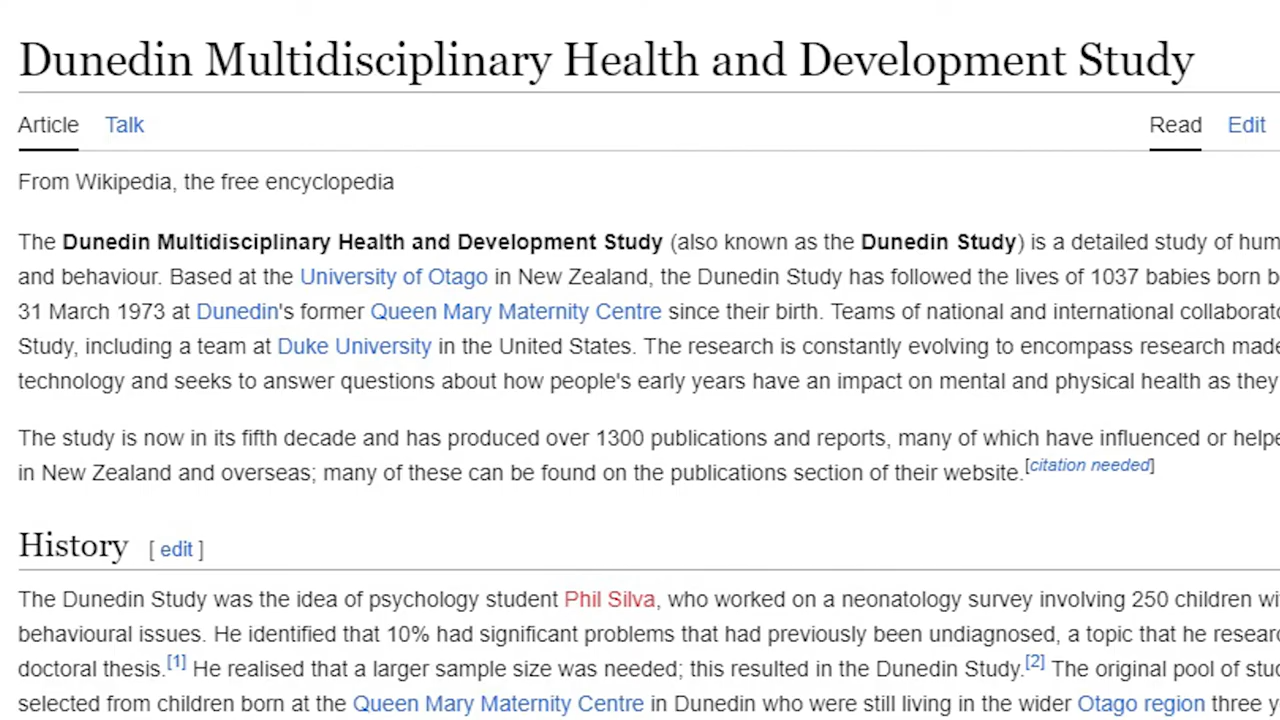 Dunedin Multidisciplinary Health and Development Study
Article Talk Read Edit
From Wikipedia, the free encyclopedia
The Dunedin Multidisciplinary Health and Development Study (also known as the Dunedin Study) is a detailed study of
and behaviour. Based at the University of Otago in New Zealand, the Dunedin Study has followed the lives of 1037 babies born
31 March 1973 at Dunedin's former Queen Mary Maternity Centre since their birth. Teams of national and international
Study, including a team at Duke University in the United States. The research is constantly evolving to encompass research made
technology and seeks to answer questions about how people's early years have an impact on mental and physical health as they
The study is now in its fifth decade and has produced over 1300 publications and reports, many of which have influenced or
in New Zealand and overseas; many of these can be found on the publications section of their website.[citation needed]
History [ edit ]
The Dunedin Study was the idea of psychology student Phil Silva, who worked on a neonatology survey involving 250 children
behavioural issues. He identified that 10% had significant problems that had previously been undiagnosed, a topic that he
doctoral thesis.[1] He realised that a larger sample size was needed; this resulted in the Dunedin Study.[2] The original pool of
selected from children born at the Queen Mary Maternity Centre in Dunedin who were still living in the wider Otago region three